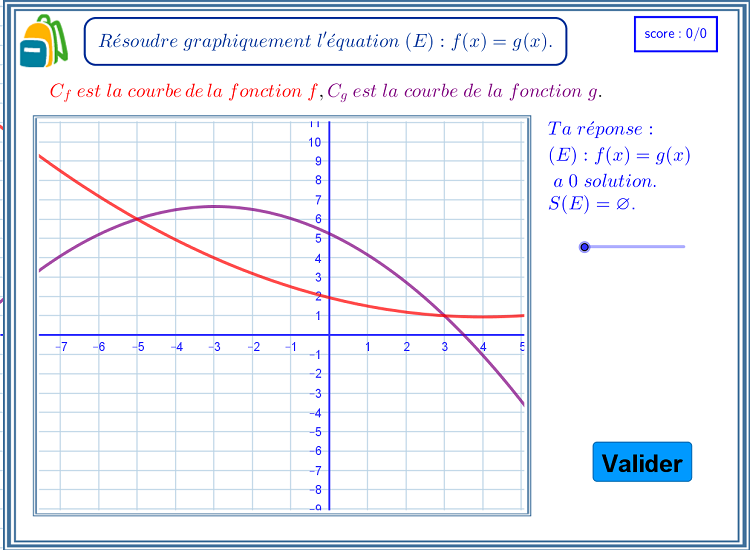 Résoudre graphiquement l'équation (E) : f(x) = g(x).
score : 0/0
C_f est la courbe de la fonction f, C_g est la courbe de la fonction g.
Ta réponse :
(E) : f(x) = g(x)
a 0 solution.
S(E) = ∅.
11
10
9
8
7
6
5
4
3
2
1
−7 −6 −5 −4 −3 −2 −1 1 2 3 4 5
−1
−2
−3
−4
−5
−6
−7
−8
−9
Valider